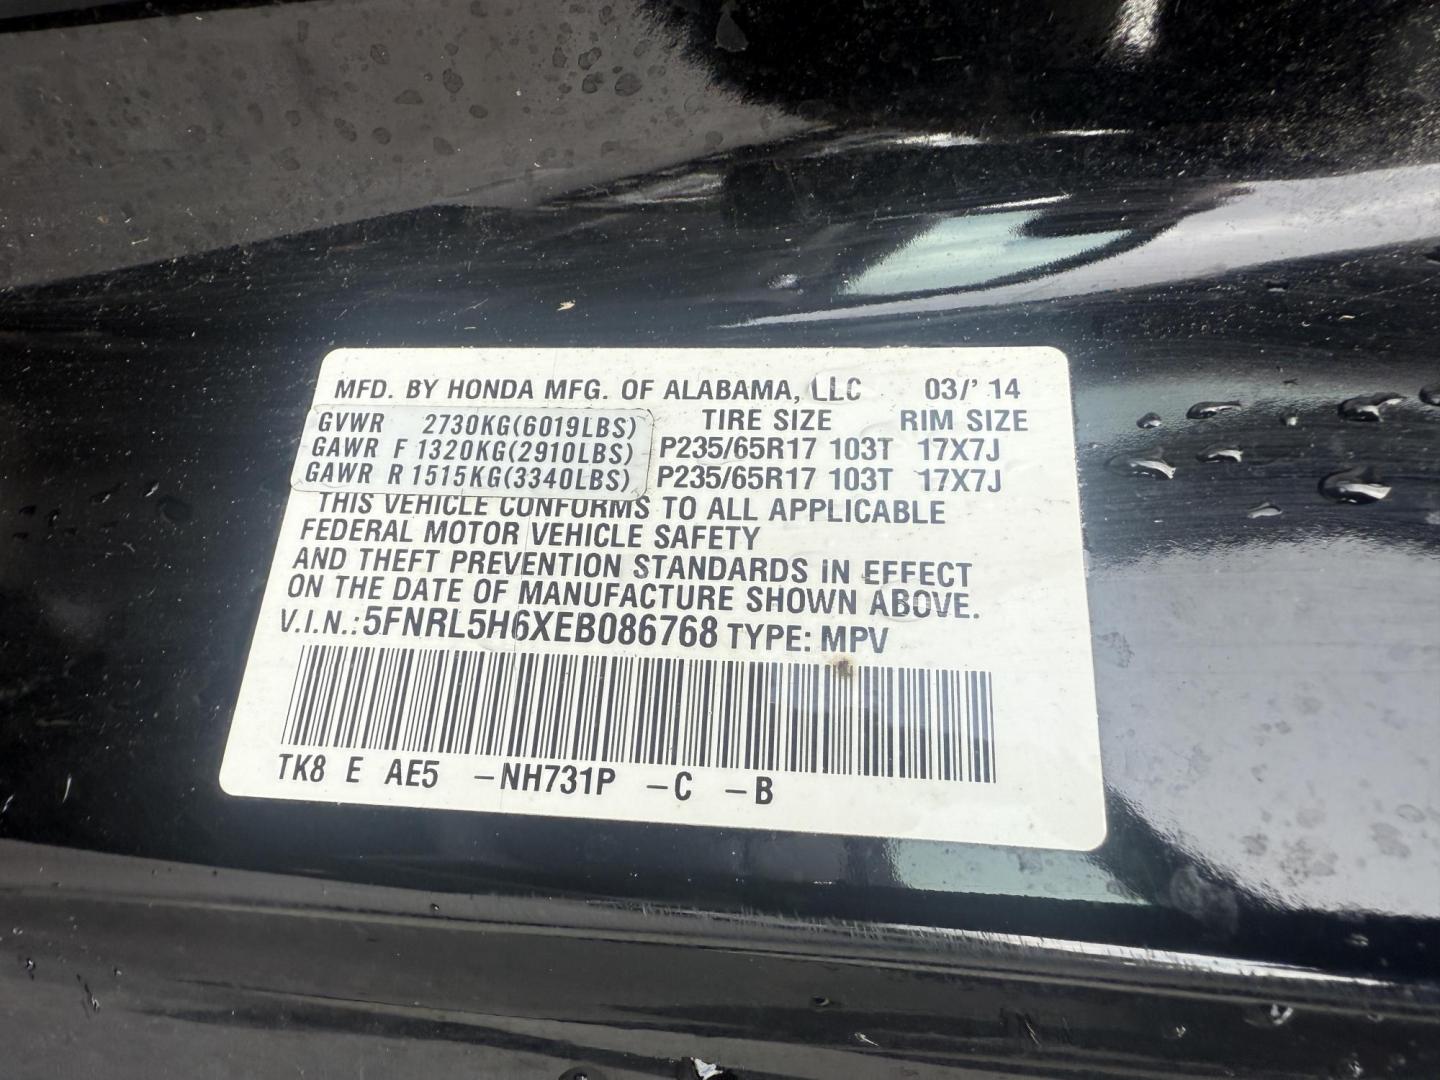 MFD. BY HONDA MFG. OF ALABAMA, LLC 03/' 14
GVWR 2730KG(6019LBS) TIRE SIZE RIM SIZE
GAWR F 1320KG(2910LBS) P235/65R17 103T 17X7J
GAWR R 1515KG(3340LBS) P235/65R17 103T 17X7J
THIS VEHICLE CONFORMS TO ALL APPLICABLE
FEDERAL MOTOR VEHICLE SAFETY
AND THEFT PREVENTION STANDARDS IN EFFECT
ON THE DATE OF MANUFACTURE SHOWN ABOVE.
V.I.N.: 5FNRL5H6XEB086768 TYPE: MPV
TK8 E AE5 -NH731P -C -B